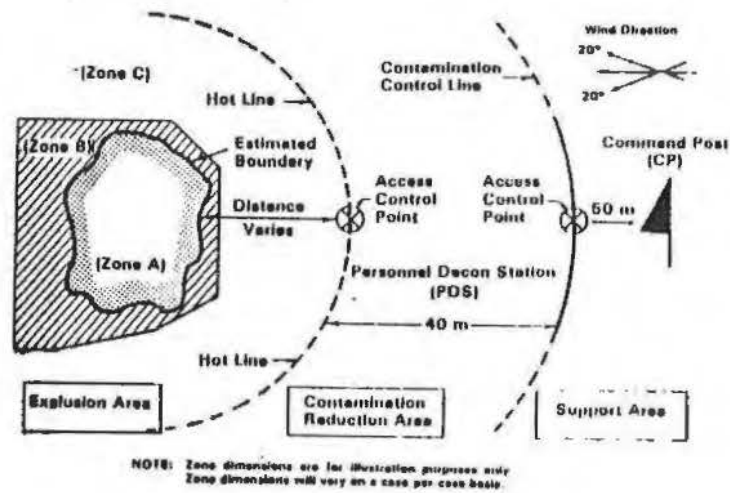 Wind Direction
20°
20°
(Zone C)
Contamination
Control Line
Hot Line
(Zone B)
Estimated
Boundary
Command Post
(CP)
Access
Control
Point
Access
Control
Point
Distance
Varies
50 m
(Zone A)
Personnel Decon Station
(PDS)
40 m
Hot Line
Explusion Area
Contamination
Reduction Area
Support Area
NOTE: Zone dimensions are for illustration purposes only
Zone dimensions will very on a case per case basis.